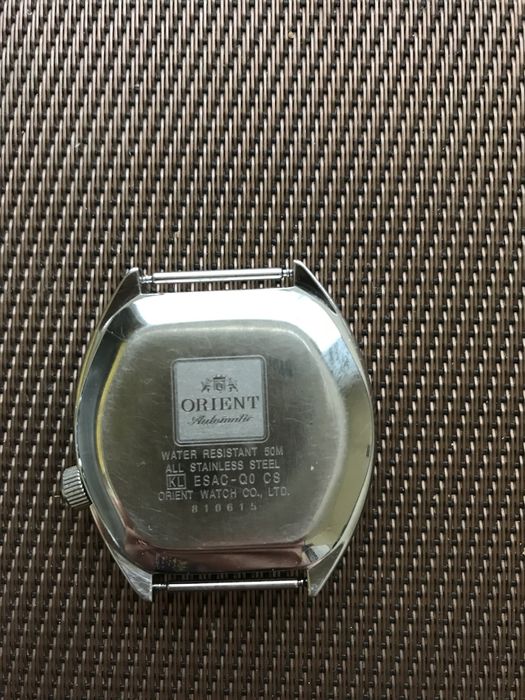 ORIENT
Automatic
WATER RESISTANT 50M
ALL STAINLESS STEEL
KL ESAC-Q0 CS
ORIENT WATCH CO., LTD.
810615